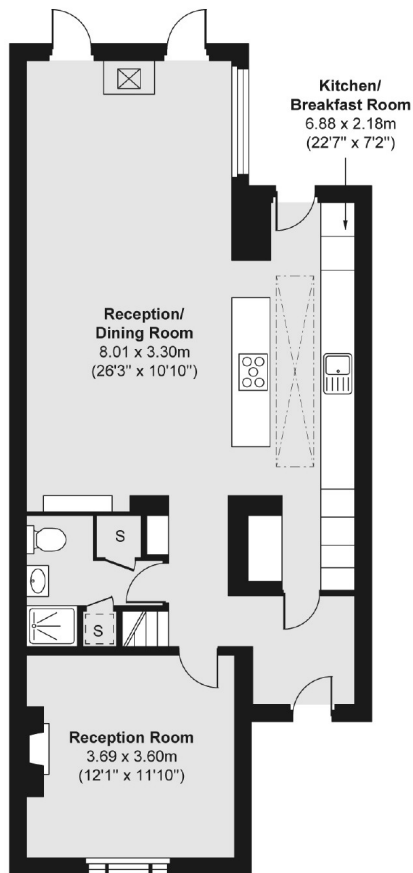 Kitchen/
Breakfast Room
6.88 x 2.18m
(22'7" x 7'2")
Reception/
Dining Room
8.01 x 3.30m
(26'3" x 10'10")
S
S
Reception Room
3.69 x 3.60m
(12'1" x 11'10")